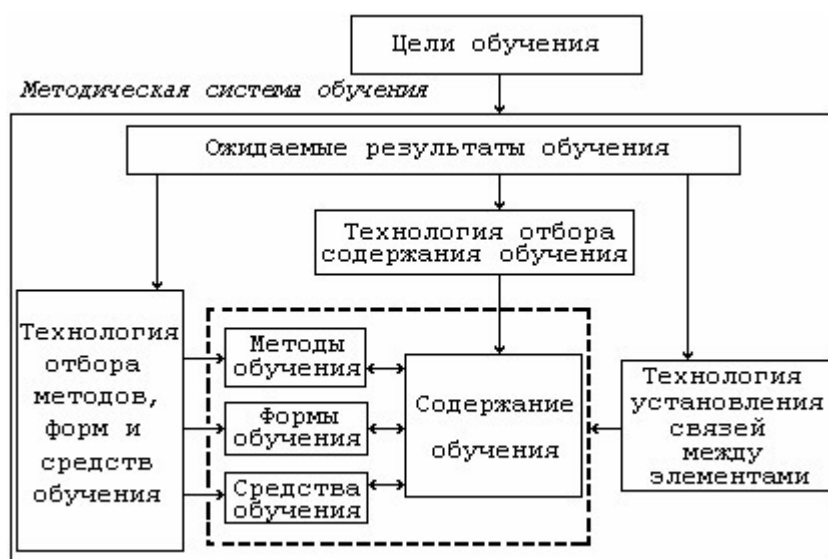 Цели обучения
Методическая система обучения
Ожидаемые результаты обучения
Технология отбора
содержания обучения
Технология
отбора
методов,
форм и
средств
обучения
Методы
обучения
Формы
обучения
Средства
обучения
Содержание
обучения
Технология
установления
связей
между
элементами